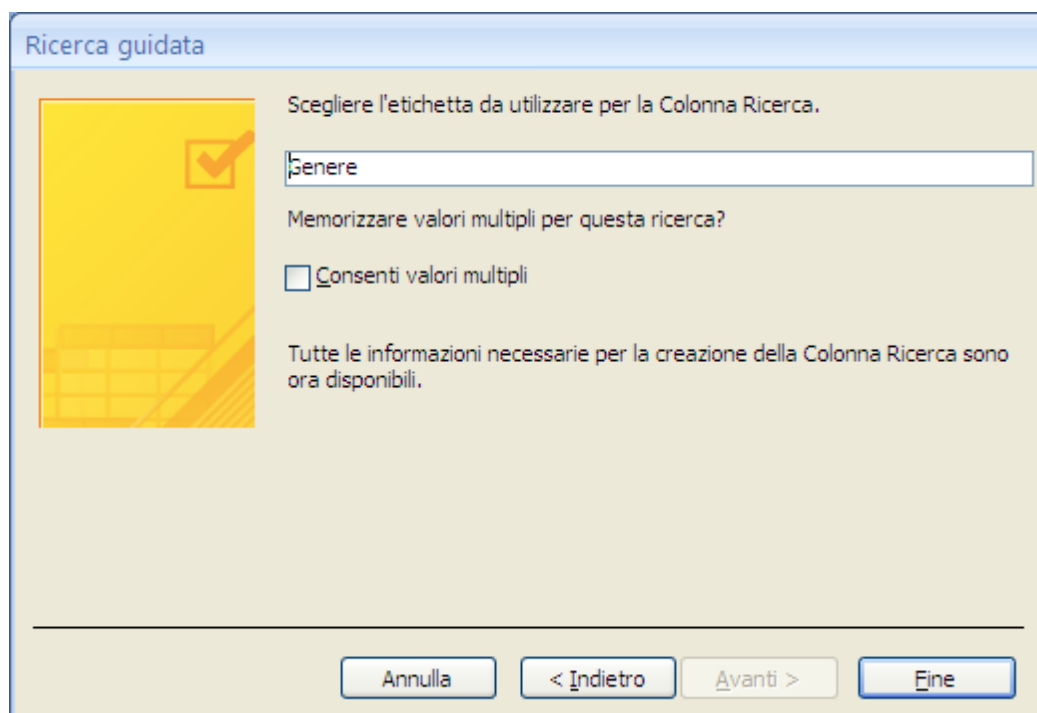 Ricerca guidata
Scegliere l'etichetta da utilizzare per la Colonna Ricerca.
Genere
Memorizzare valori multipli per questa ricerca?
Consenti valori multipli
Tutte le informazioni necessarie per la creazione della Colonna Ricerca sono
ora disponibili.
Annulla
< Indietro
Avanti >
Fine